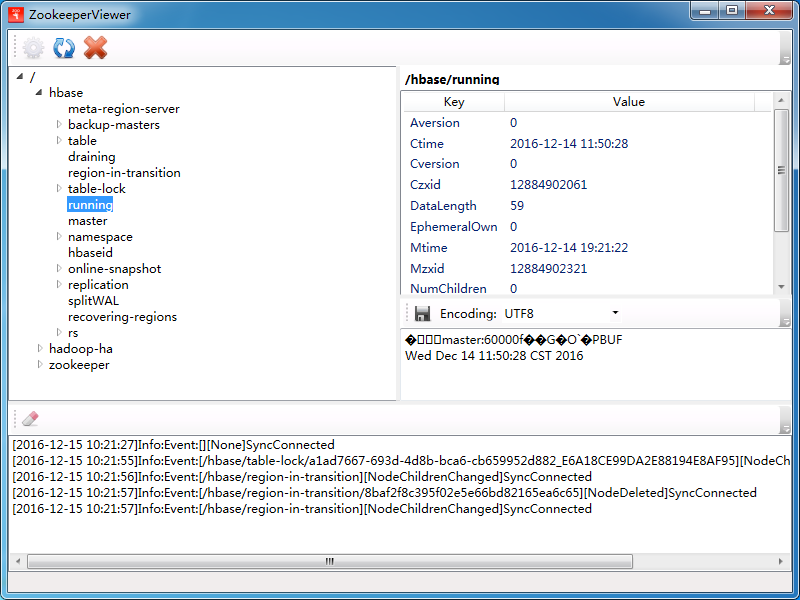 ZookeeperViewer
/
hbase
meta-region-server
backup-masters
table
draining
region-in-transition
table-lock
running
master
namespace
hbaseid
online-snapshot
replication
splitWAL
recovering-regions
rs
hadoop-ha
zookeeper
/hbase/running
Key Value
Aversion 0
Ctime 2016-12-14 11:50:28
Cversion 0
Czxid 12884902061
DataLength 59
EphemeralOwn 0
Mtime 2016-12-14 19:21:22
Mzxid 12884902321
NumChildren 0
Encoding: UTF8
�▯▯▯master:60000f��G�O`�PBUF
Wed Dec 14 11:50:28 CST 2016
[2016-12-15 10:21:27]Info:Event:[][None]SyncConnected
[2016-12-15 10:21:55]Info:Event:[/hbase/table-lock/a1ad7667-693d-4d8b-bca6-cb659952d882_E6A18CE99DA2E88194E8AF95][NodeCh
[2016-12-15 10:21:56]Info:Event:[/hbase/region-in-transition][NodeChildrenChanged]SyncConnected
[2016-12-15 10:21:57]Info:Event:[/hbase/region-in-transition/8baf2f8c395f02e5e66bd82165ea6c65][NodeDeleted]SyncConnected
[2016-12-15 10:21:57]Info:Event:[/hbase/region-in-transition][NodeChildrenChanged]SyncConnected